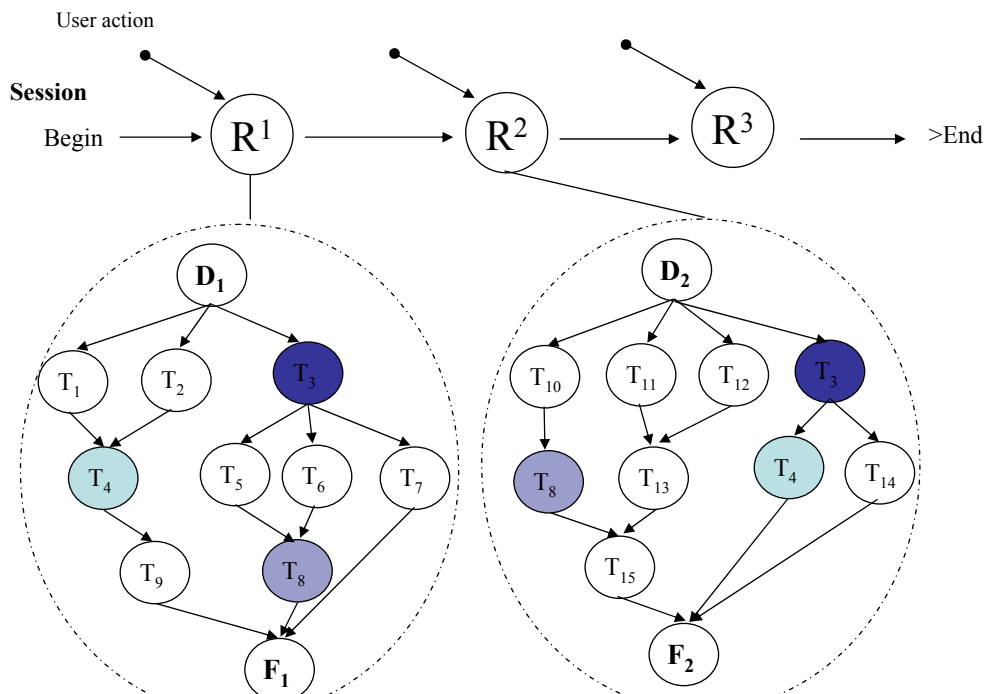 User action
Session
Begin
R¹
R²
R³
>End
D₁
D₂
T₁
T₂
T₃
T₁₀
T₁₁
T₁₂
T₃
T₄
T₅
T₆
T₇
T₈
T₁₃
T₄
T₁₄
T₉
T₈
T₁₅
F₁
F₂